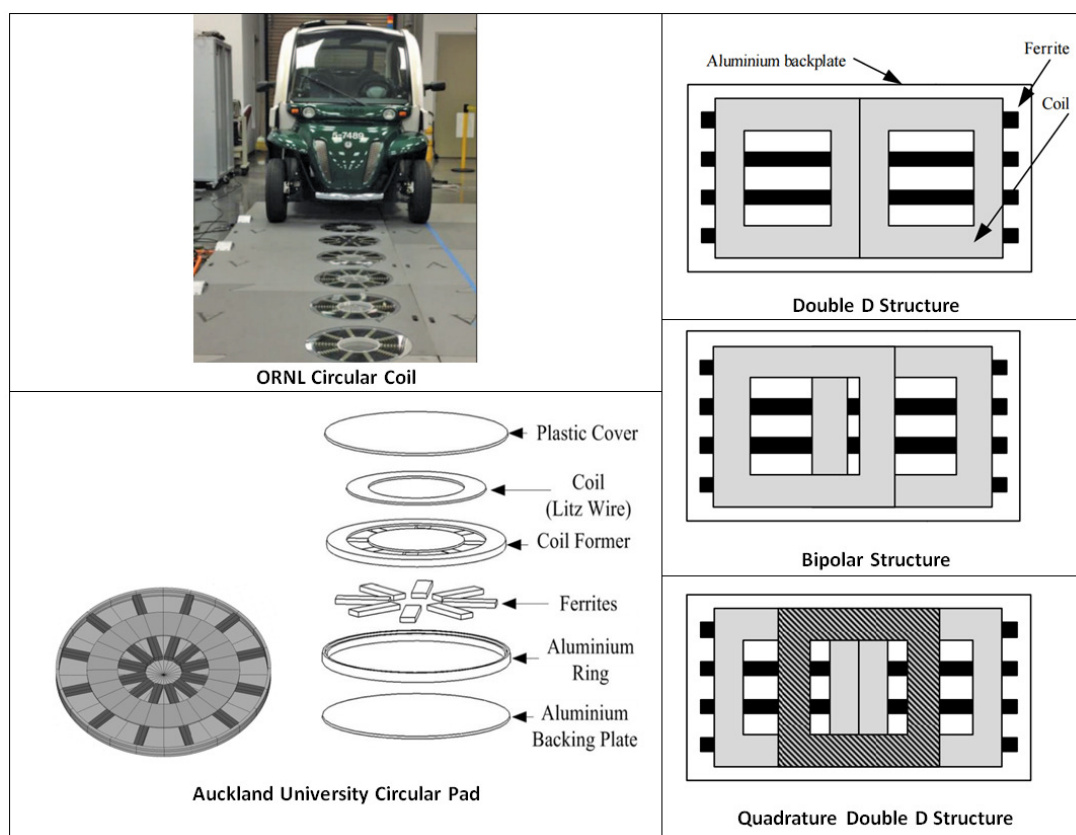 S-7480
ORNL Circular Coil
Plastic Cover
Coil
(Litz Wire)
Coil Former
Ferrites
Aluminium
Ring
Aluminium
Backing Plate
Auckland University Circular Pad
Aluminium backplate
Ferrite
Coil
Double D Structure
Bipolar Structure
Quadrature Double D Structure